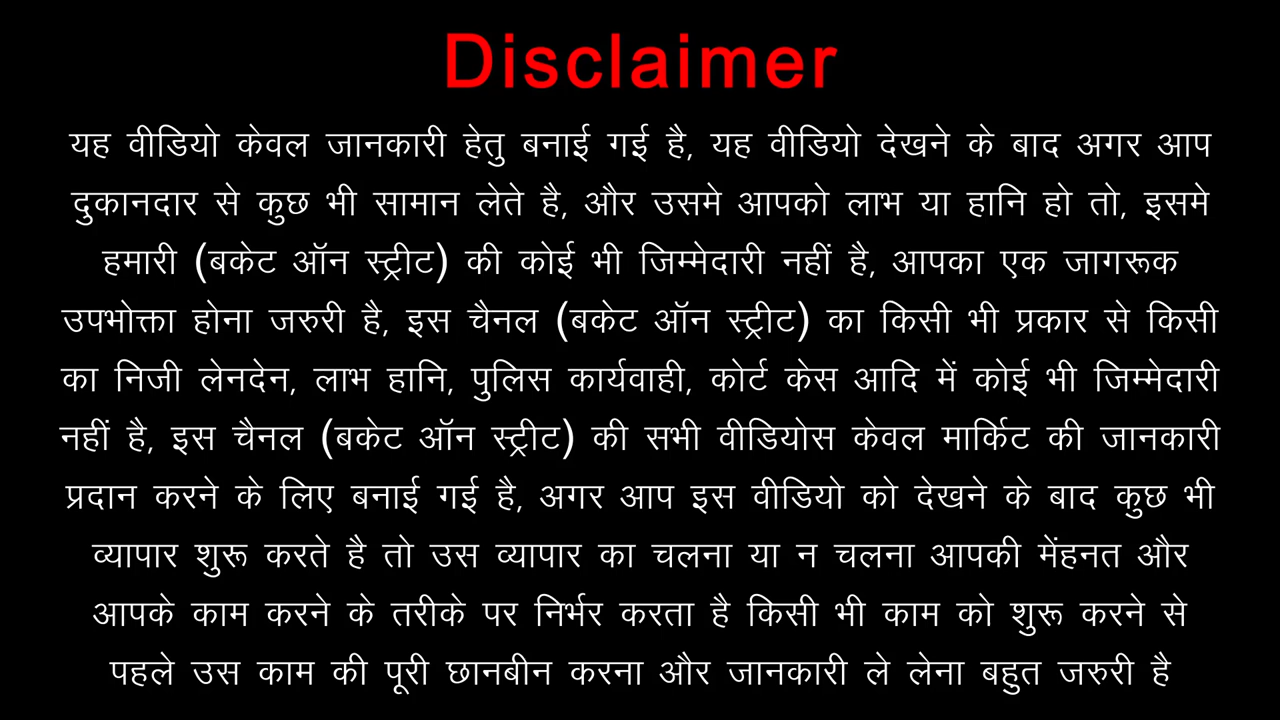 Disclaimer
यह वीडियो केवल जानकारी हेतु बनाई गई है, यह वीडियो देखने के बाद अगर आप
दुकानदार से कुछ भी सामान लेते है, और उसमे आपको लाभ या हानि हो तो, इसमे
हमारी (बकेट ऑन स्ट्रीट) की कोई भी जिम्मेदारी नहीं है, आपका एक जागरूक
उपभोक्ता होना जरुरी है, इस चैनल (बकेट ऑन स्ट्रीट) का किसी भी प्रकार से किसी
का निजी लेनदेन, लाभ हानि, पुलिस कार्यवाही, कोर्ट केस आदि में कोई भी जिम्मेदारी
नहीं है, इस चैनल (बकेट ऑन स्ट्रीट) की सभी वीडियोस केवल मार्किट की जानकारी
प्रदान करने के लिए बनाई गई है, अगर आप इस वीडियो को देखने के बाद कुछ भी
व्यापार शुरू करते है तो उस व्यापार का चलना या न चलना आपकी मेंहनत और
आपके काम करने के तरीके पर निर्भर करता है किसी भी काम को शुरू करने से
पहले उस काम की पूरी छानबीन करना और जानकारी ले लेना बहुत जरुरी है